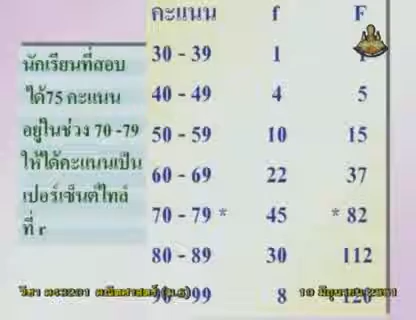 คะแนน f F
30 - 39 1 1
นักเรียนที่สอบ
ได้75 คะแนน 40 - 49 4 5
อยู่ในช่วง 70 -79 50 - 59 10 15
ให้ได้คะแนนเป็น 60 - 69 22 37
เปอร์เซ็นต์ไทล์
ที่ r 70 - 79 * 45 * 82
80 - 89 30 112
90 - 99 8 120